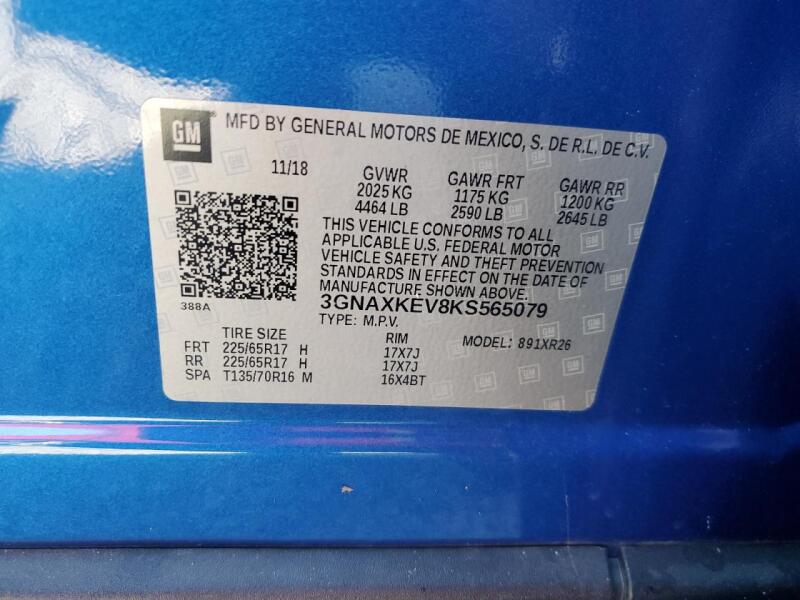 GM ® MFD BY GENERAL MOTORS DE MEXICO, S. DE R.L. DE C.V.
11/18 GVWR GAWR FRT GAWR RR
2025 KG 1175 KG 1200 KG
4464 LB 2590 LB 2645 LB
THIS VEHICLE CONFORMS TO ALL
APPLICABLE U.S. FEDERAL MOTOR
VEHICLE SAFETY AND THEFT PREVENTION
STANDARDS IN EFFECT ON THE DATE OF
MANUFACTURE SHOWN ABOVE.
388A 3GNAXKEV8KS565079
TYPE: M.P.V.
TIRE SIZE RIM MODEL: 891XR26
FRT 225/65R17 H 17X7J
RR 225/65R17 H 17X7J
SPA T135/70R16 M 16X4BT